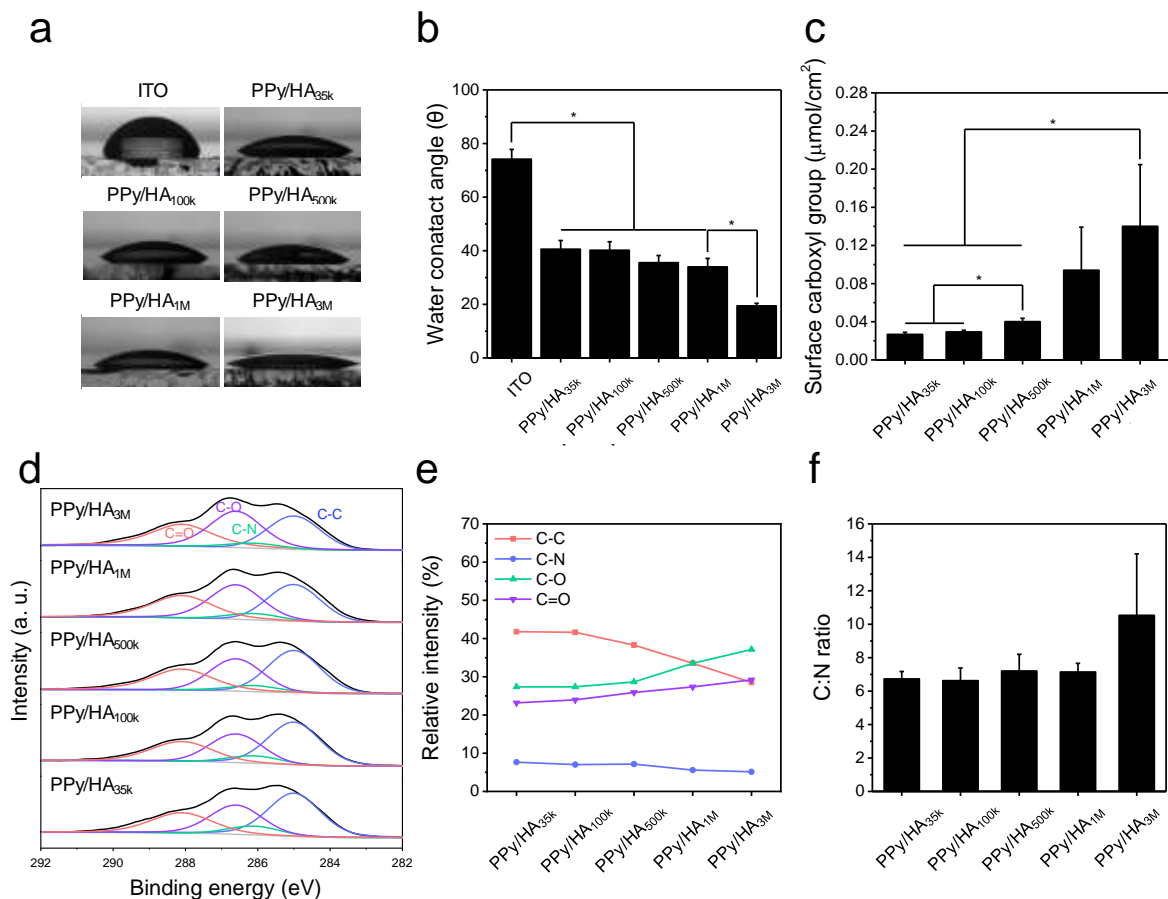 a
ITO
PPy/HA35k
PPy/HA100k
PPy/HA500k
PPy/HA1M
PPy/HA3M
b
Water conatact angle (θ)
100
80
60
40
20
0
*
*
ITO
PPy/HA35k
PPy/HA100k
PPy/HA500k
PPy/HA1M
PPy/HA3M
c
Surface carboxyl group (μmol/cm2)
0.28
0.24
0.20
0.16
0.12
0.08
0.04
0.00
*
*
PPy/HA35k
PPy/HA100k
PPy/HA500k
PPy/HA1M
PPy/HA3M
d
Intensity (a. u.)
PPy/HA3M
C=O
C-O
C-N
C-C
PPy/HA1M
PPy/HA500k
PPy/HA100k
PPy/HA35k
292
290
288
286
284
282
Binding energy (eV)
e
Relative intensity (%)
70
60
50
40
30
20
10
0
C-C
C-N
C-O
C=O
PPy/HA35k
PPy/HA100k
PPy/HA500k
PPy/HA1M
PPy/HA3M
f
C:N ratio
16
14
12
10
8
6
4
2
0
PPy/HA35k
PPy/HA100k
PPy/HA500k
PPy/HA1M
PPy/HA3M